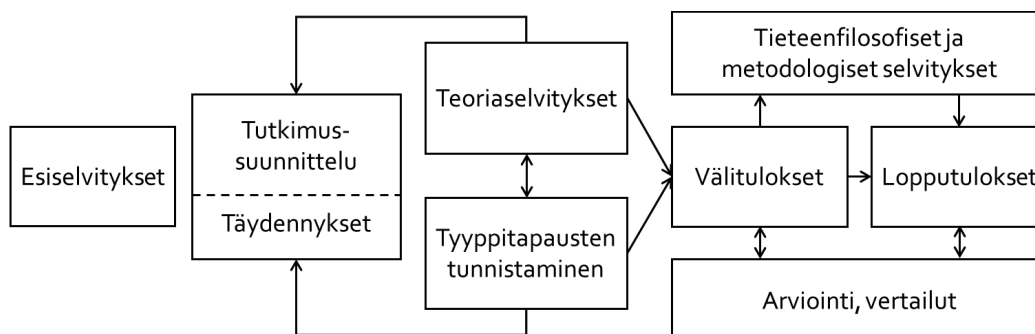 Esiselvitykset
Tutkimus-
suunnittelu
Täydennykset
Teoriaselvitykset
Tyyppitapausten
tunnistaminen
Tieteenfilosofiset ja
metodologiset selvitykset
Välitulokset
Lopputulokset
Arviointi, vertailut